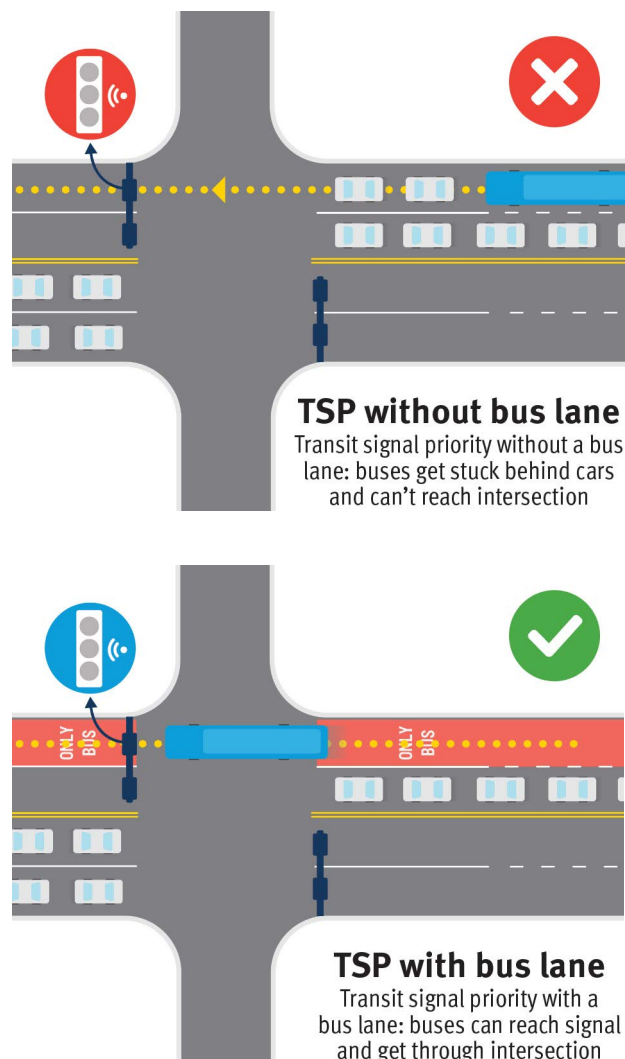 TSP without bus lane
Transit signal priority without a bus
lane: buses get stuck behind cars
and can't reach intersection
ONLY
BUS
ONLY
BUS
TSP with bus lane
Transit signal priority with a
bus lane: buses can reach signal
and get through intersection